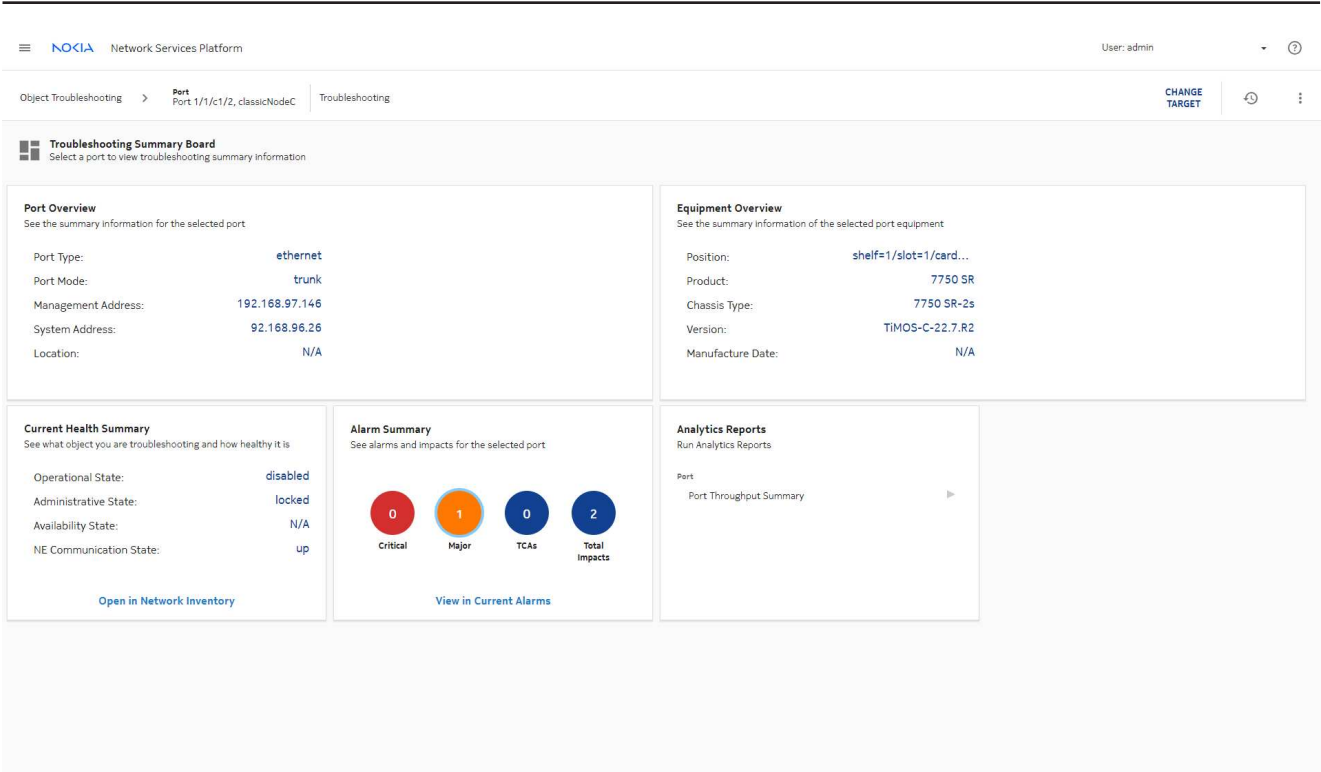 NOKIA Network Services Platform
User: admin
Object Troubleshooting
Port
Port 1/1/c1/2, classicNodeC
Troubleshooting
CHANGE
TARGET
Troubleshooting Summary Board
Select a port to view troubleshooting summary information
Port Overview
See the summary information for the selected port
Port Type: ethernet
Port Mode: trunk
Management Address: 192.168.97.146
System Address: 92.168.96.26
Location: N/A
Equipment Overview
See the summary information of the selected port equipment
Position: shelf=1/slot=1/card...
Product: 7750 SR
Chassis Type: 7750 SR-2s
Version: TiMOS-C-22.7.R2
Manufacture Date: N/A
Current Health Summary
See what object you are troubleshooting and how healthy it is
Operational State: disabled
Administrative State: locked
Availability State: N/A
NE Communication State: up
Open in Network Inventory
Alarm Summary
See alarms and impacts for the selected port
0 1 0 2
Critical Major TCAs Total
Impacts
View in Current Alarms
Analytics Reports
Run Analytics Reports
Port
Port Throughput Summary